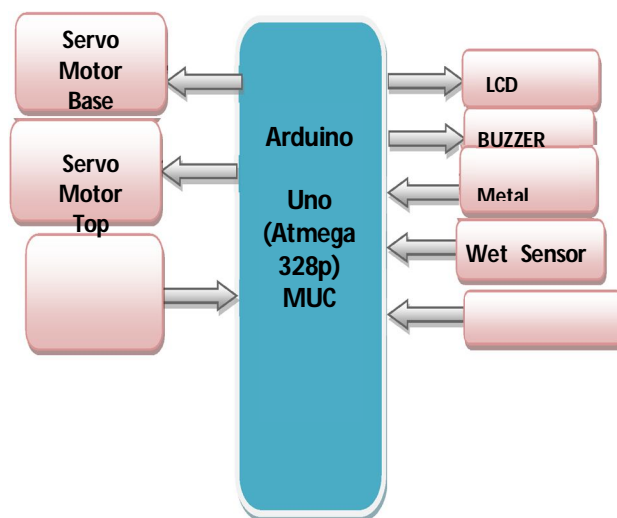 Servo
Motor
Base
Servo
Motor
Top
Arduino
Uno
(Atmega
328p)
MUC
LCD
BUZZER
Metal
Wet Sensor